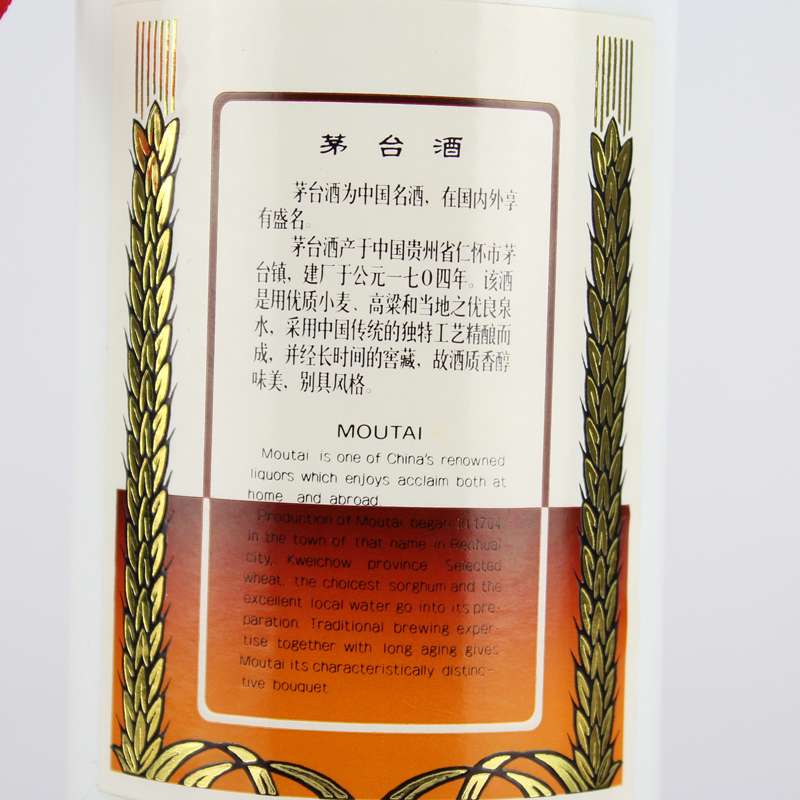 茅台酒
茅台酒为中国名酒，在国内外享
有盛名。
茅台酒产于中国贵州省仁怀市茅
台镇，建厂于公元一七〇四年。该酒
是用优质小麦、高粱和当地之优良泉
水，采用中国传统的独特工艺精酿而
成，并经长时间的窖藏，故酒质香醇
味美，别具风格。
MOUTAI
Moutai is one of China's renowned
liquors which enjoys acclaim both at
home and abroad.
Production of Moutai began in 1704
in the town of that name in Renhuai
city, Kweichow province Selected
wheat, the choicest sorghum and the
excellent local water go into its pre-
paration. Traditional brewing exper-
tise together with long aging gives
Moutai its characteristically distinc-
tive bouquet